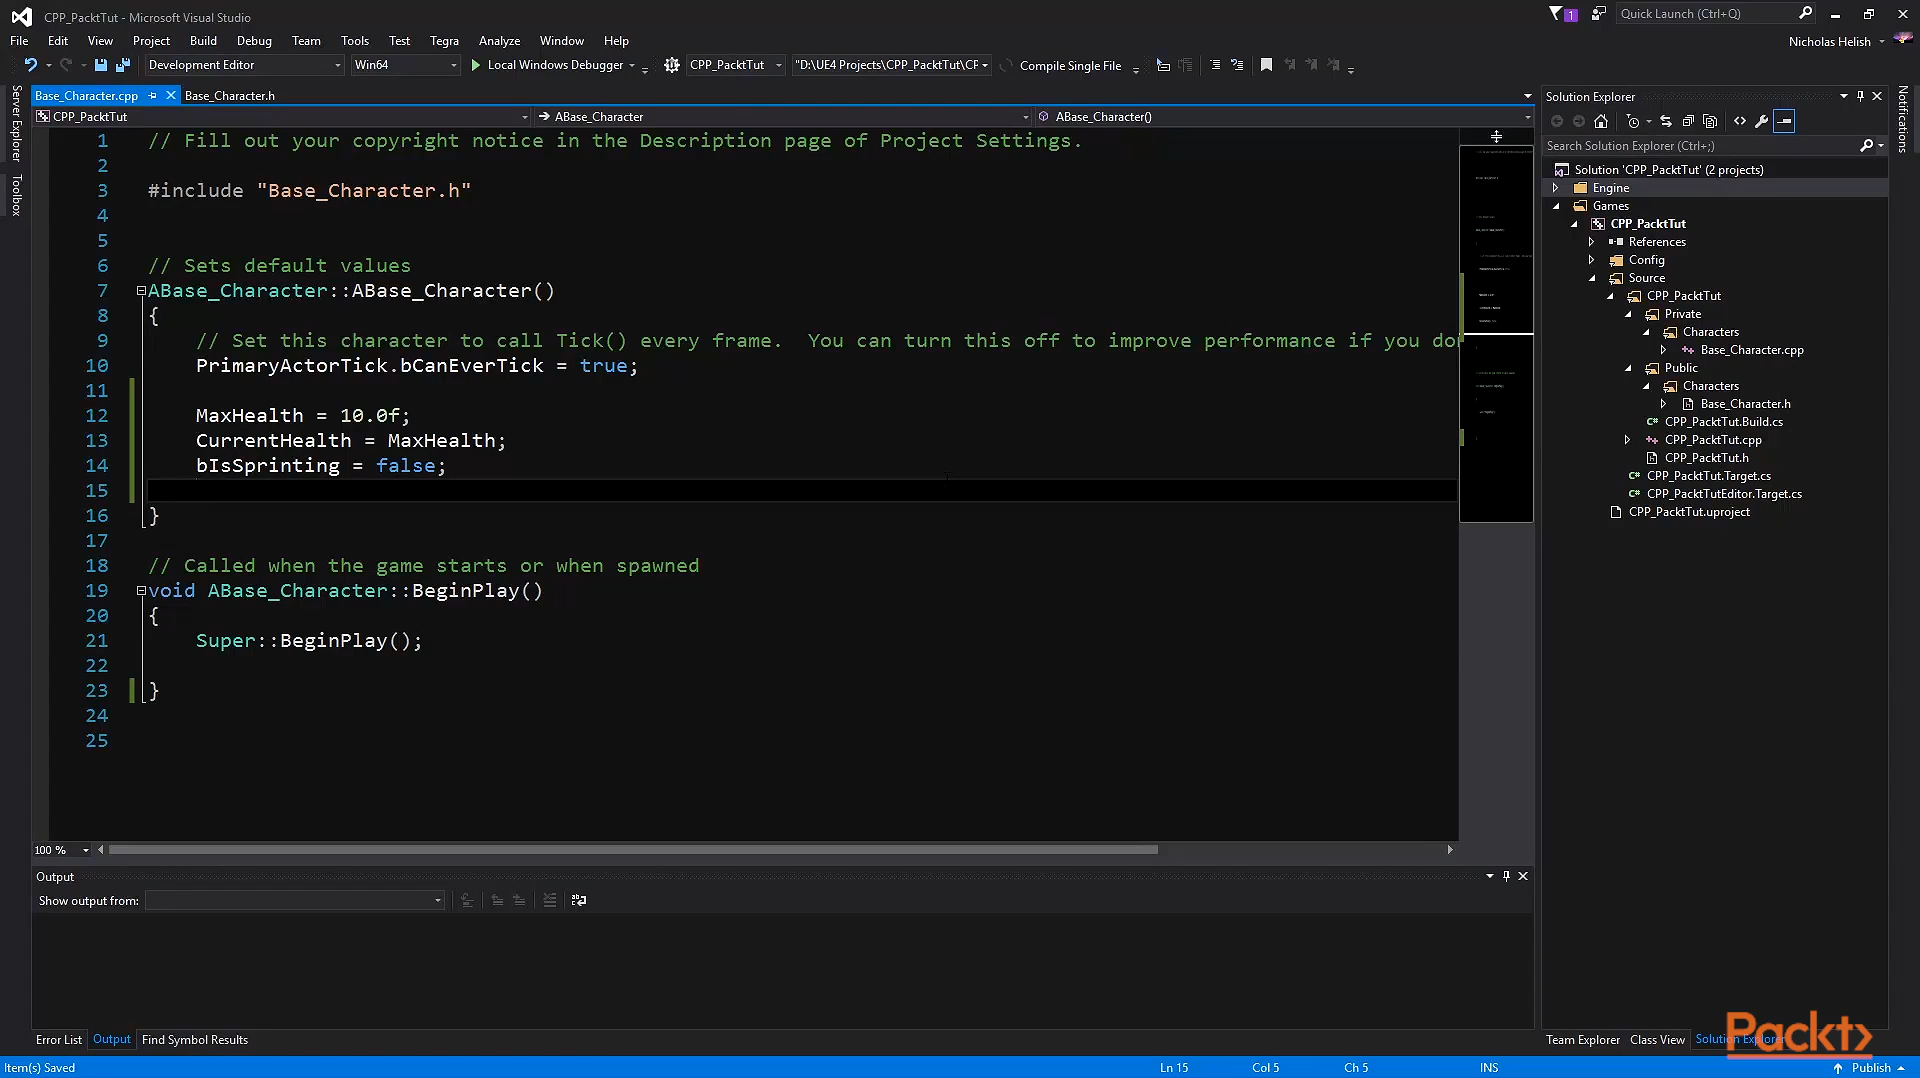 CPP_PacktTut - Microsoft Visual Studio
1
Quick Launch (Ctrl+Q)
File Edit View Project Build Debug Team Tools Test Tegra Analyze Window Help
Nicholas Helish
Development Editor Win64 Local Windows Debugger CPP_PacktTut "D:\UE4 Projects\CPP_PacktTut\CF Compile Single File
Base_Character.cpp Base_Character.h
CPP_PacktTut ABase_Character ABase_Character()
Server Explorer
Toolbox
1 // Fill out your copyright notice in the Description page of Project Settings.
2
3 #include "Base_Character.h"
4
5
6 // Sets default values
7 ABase_Character::ABase_Character()
8 {
9 // Set this character to call Tick() every frame.  You can turn this off to improve performance if you do
10 PrimaryActorTick.bCanEverTick = true;
11
12 MaxHealth = 10.0f;
13 CurrentHealth = MaxHealth;
14 bIsSprinting = false;
15
16 }
17
18 // Called when the game starts or when spawned
19 void ABase_Character::BeginPlay()
20 {
21 Super::BeginPlay();
22
23 }
24
25
100 %
Output
Show output from:
Error List Output Find Symbol Results
Solution Explorer
Search Solution Explorer (Ctrl+;)
Solution 'CPP_PacktTut' (2 projects)
Engine
Games
CPP_PacktTut
References
Config
Source
CPP_PacktTut
Private
Characters
Base_Character.cpp
Public
Characters
Base_Character.h
CPP_PacktTut.Build.cs
CPP_PacktTut.cpp
CPP_PacktTut.h
CPP_PacktTut.Target.cs
CPP_PacktTutEditor.Target.cs
CPP_PacktTut.uproject
Notifications
Team Explorer Class View Solution Explorer
Packt>
Item(s) Saved Ln 15 Col 5 Ch 5 INS Publish